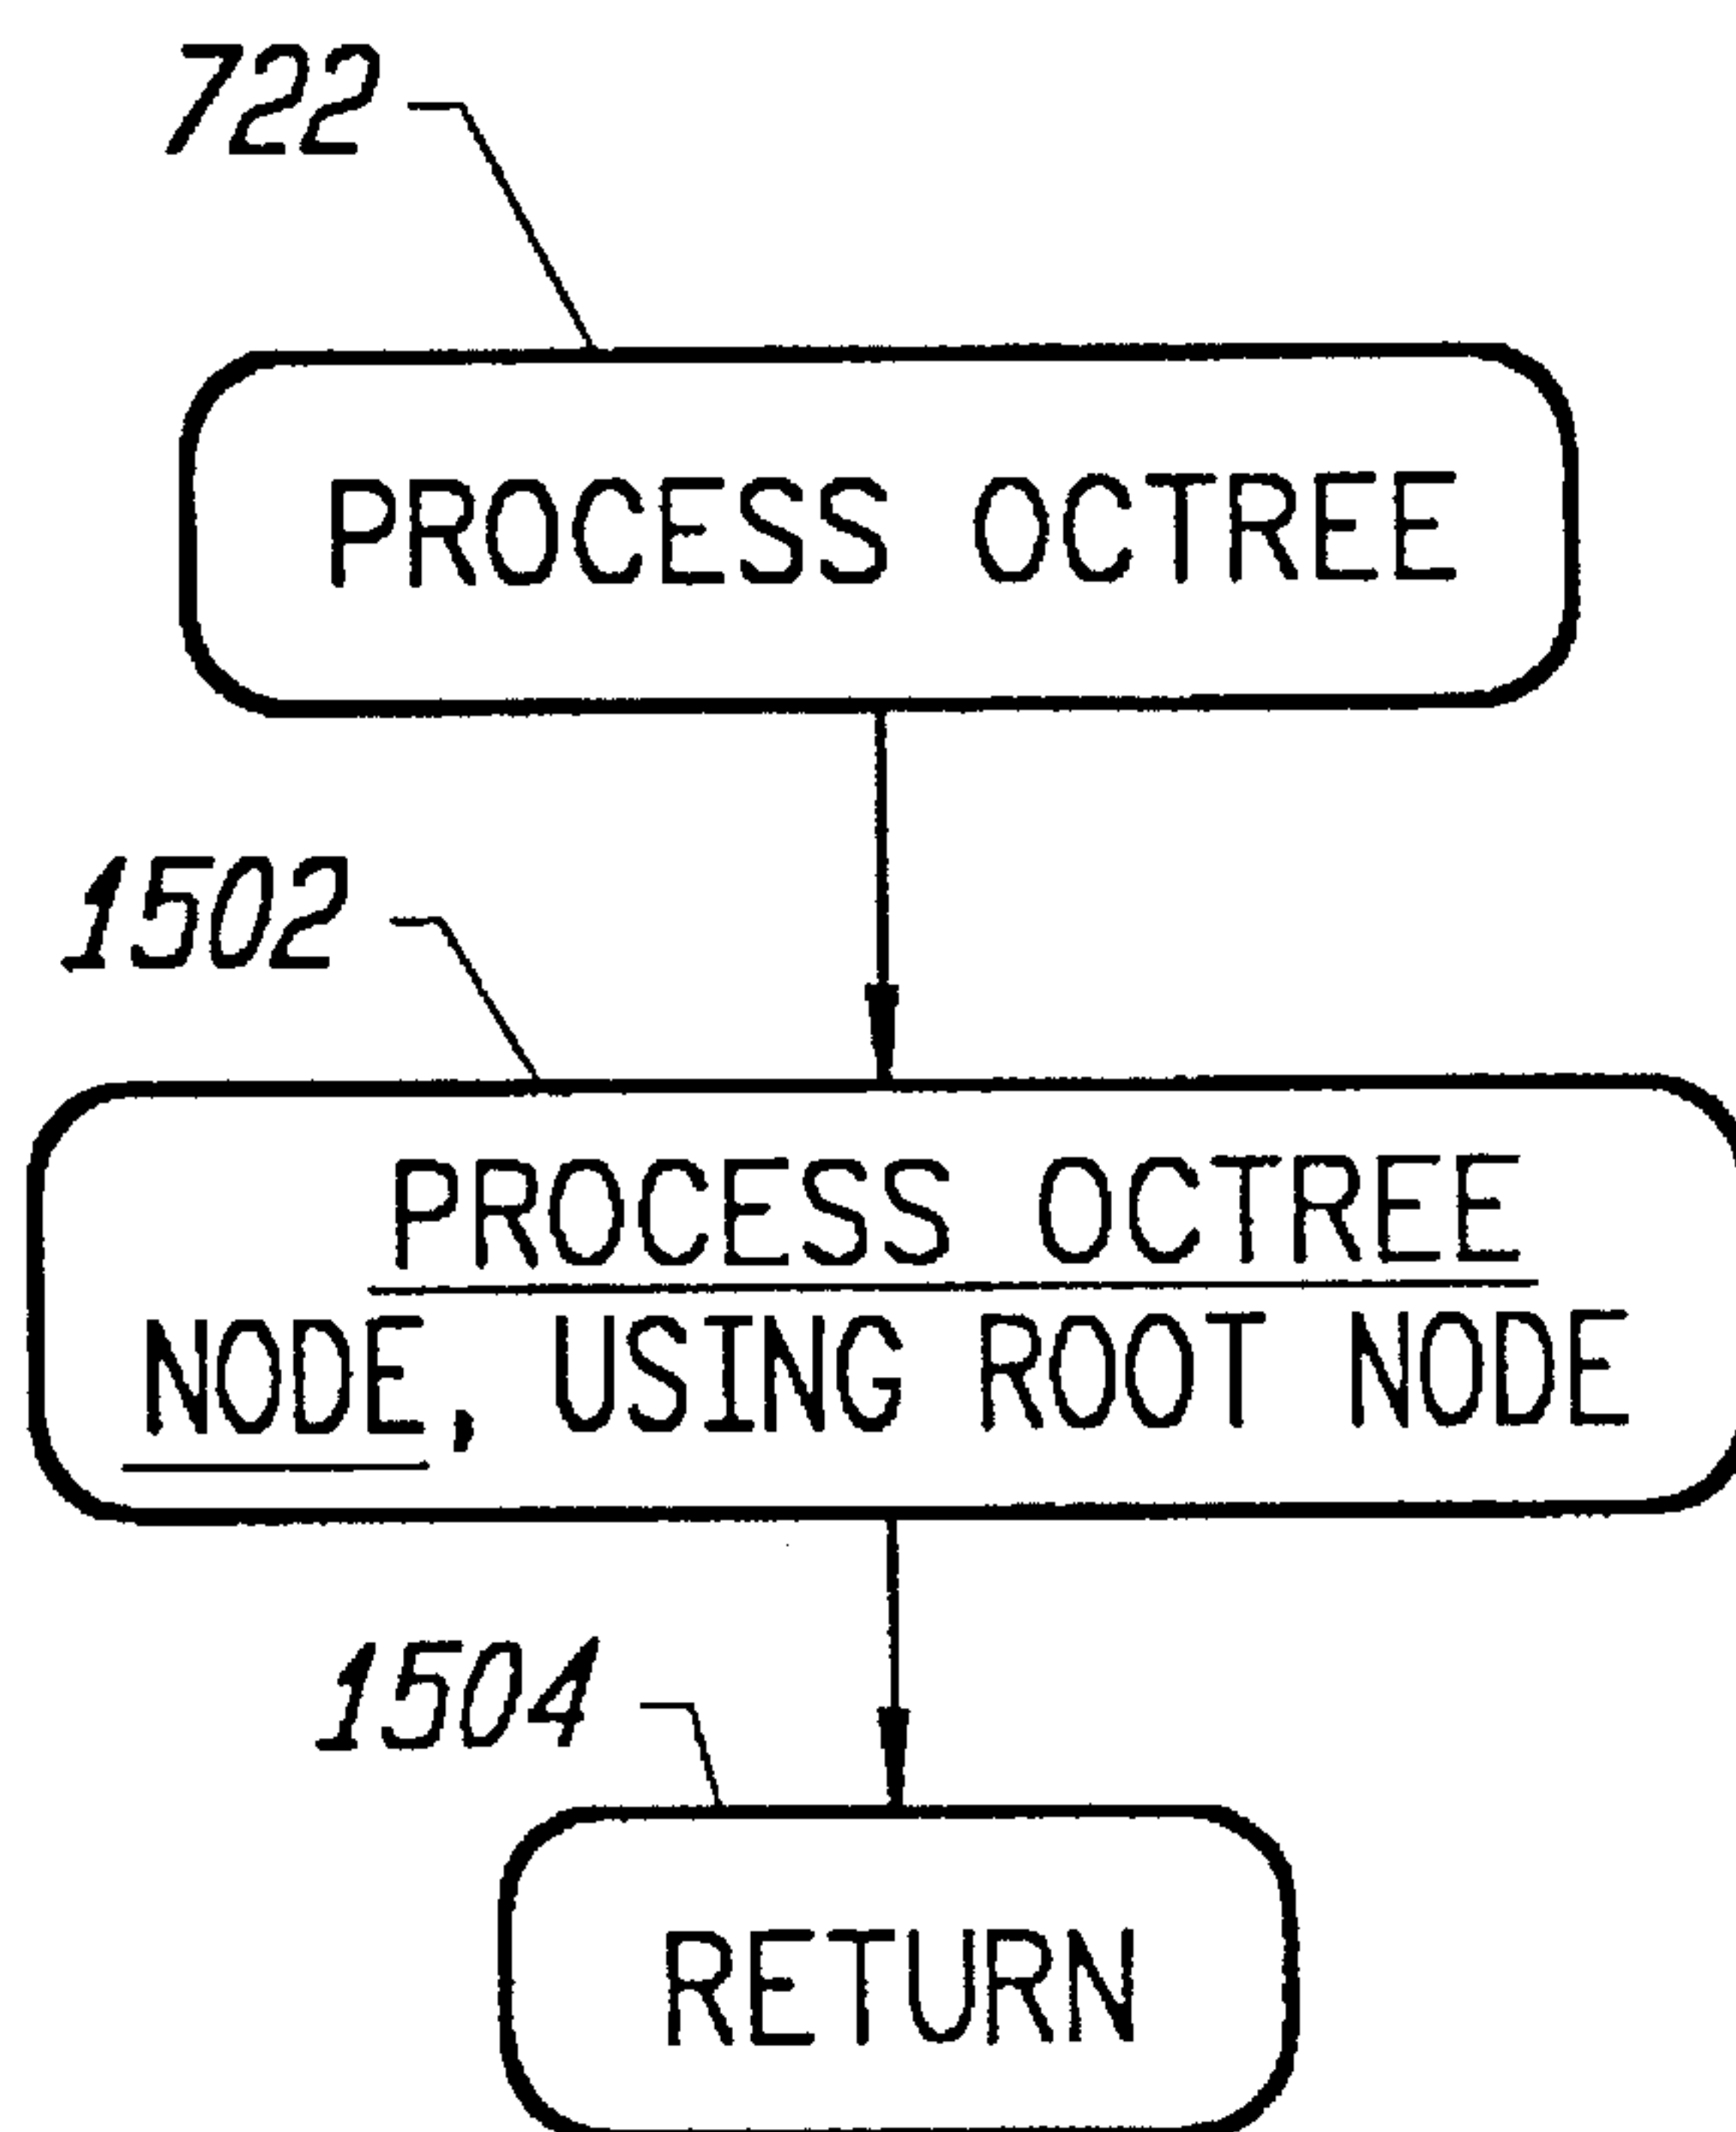 722
PROCESS OCTREE
1502
PROCESS OCTREE
NODE, USING ROOT NODE
1504
RETURN